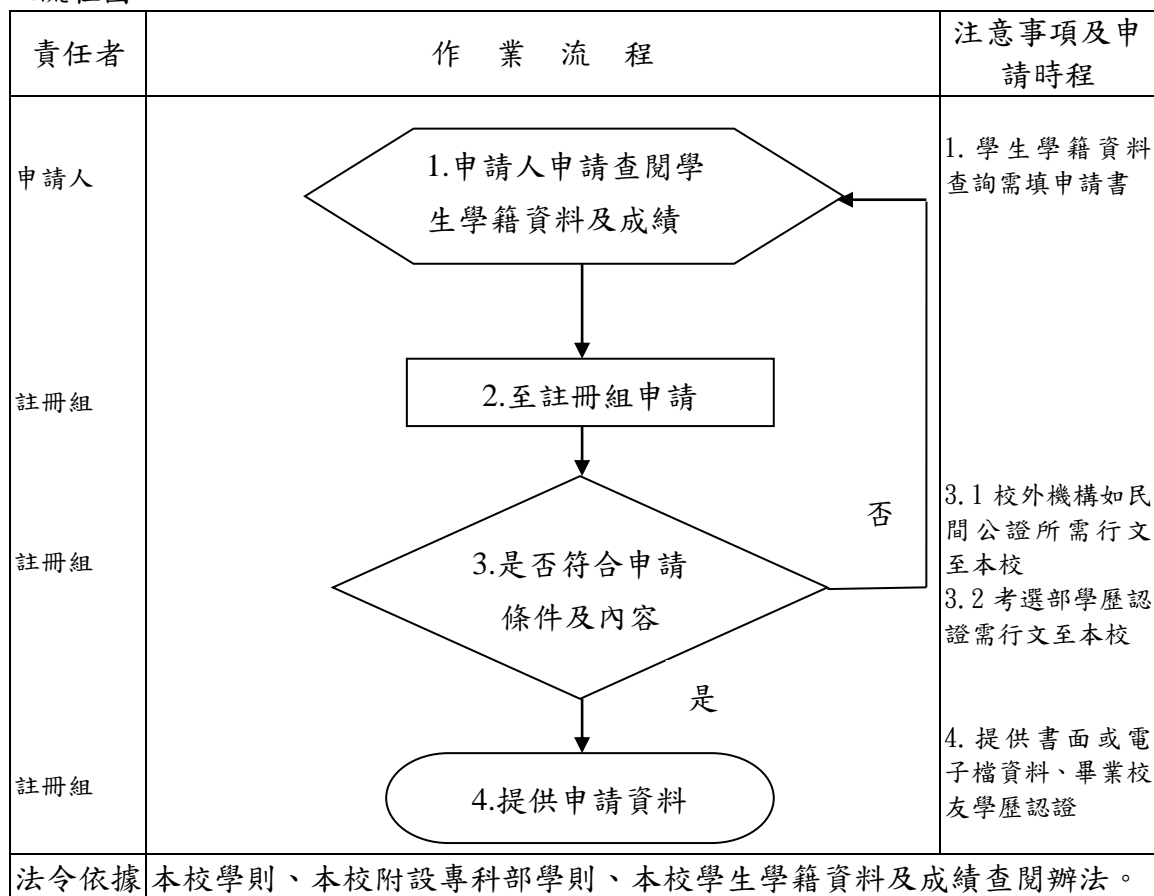 責任者
作 業 流 程
注意事項及申
請時程
申請人
1.申請人申請查閱學
生學籍資料及成績
1. 學生學籍資料
查詢需填申請書
註冊組
2.至註冊組申請
註冊組
3.是否符合申請
條件及內容
否
3.1 校外機構如民
間公證所需行文
至本校
3.2 考選部學歷認
證需行文至本校
是
註冊組
4.提供申請資料
4. 提供書面或電
子檔資料、畢業校
友學歷認證
法令依據
本校學則、本校附設專科部學則、本校學生學籍資料及成績查閱辦法。